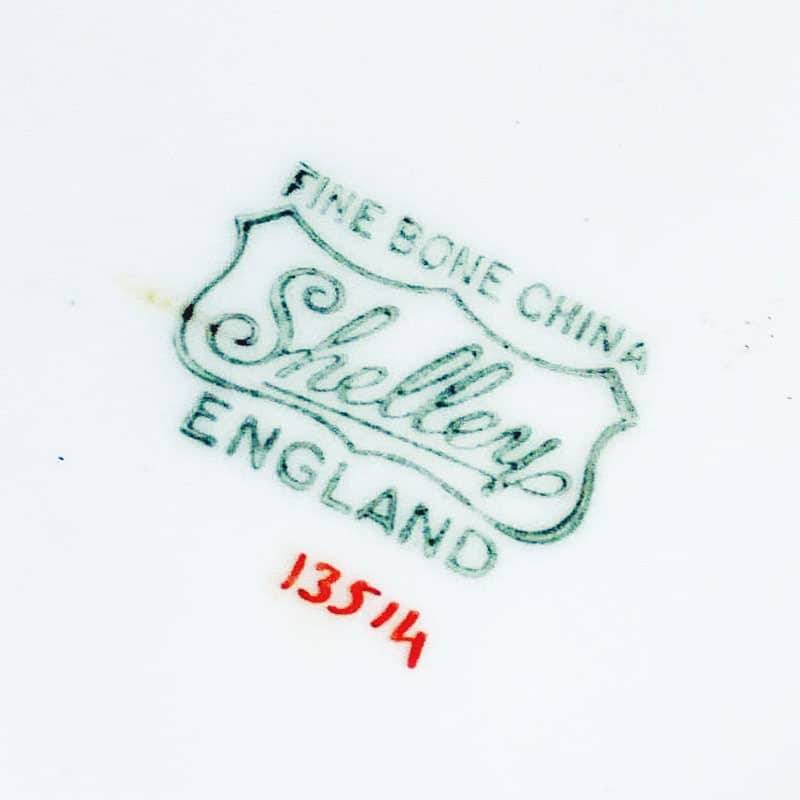 FINE BONE CHINA
Shelley
ENGLAND
13514